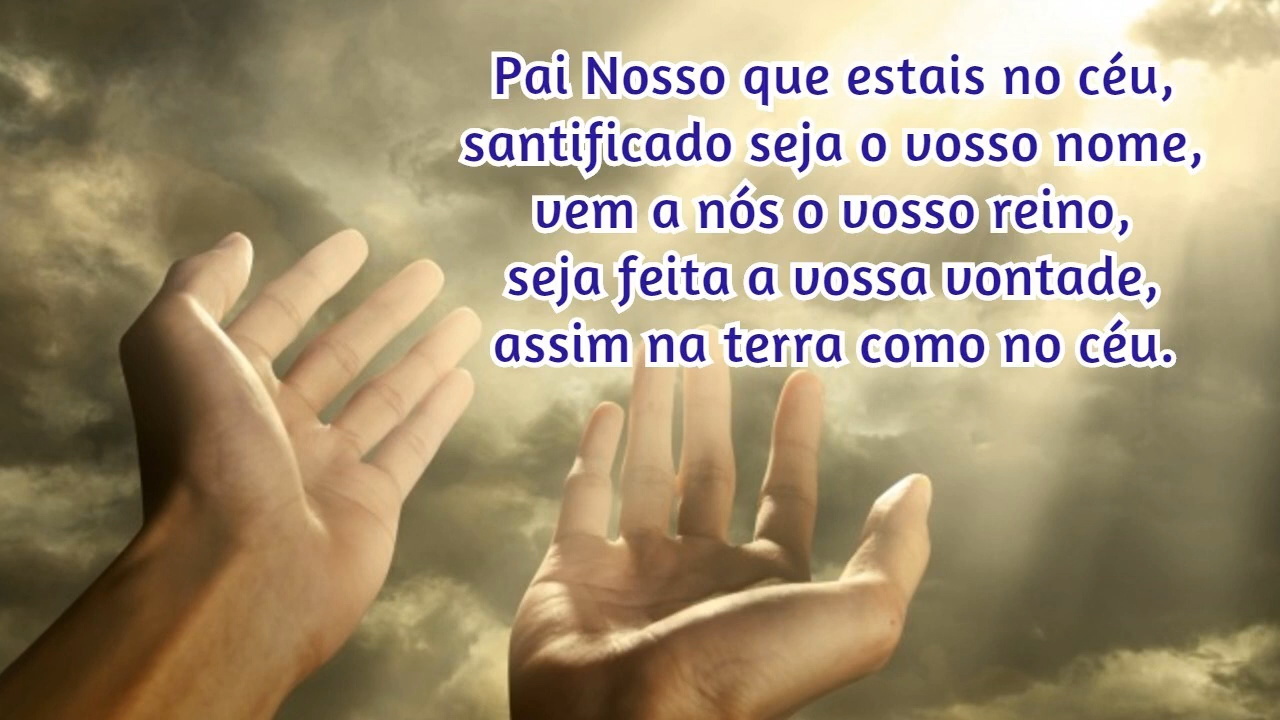 Pai Nosso que estais no céu,
santificado seja o vosso nome,
vem a nós o vosso reino,
seja feita a vossa vontade,
assim na terra como no céu.